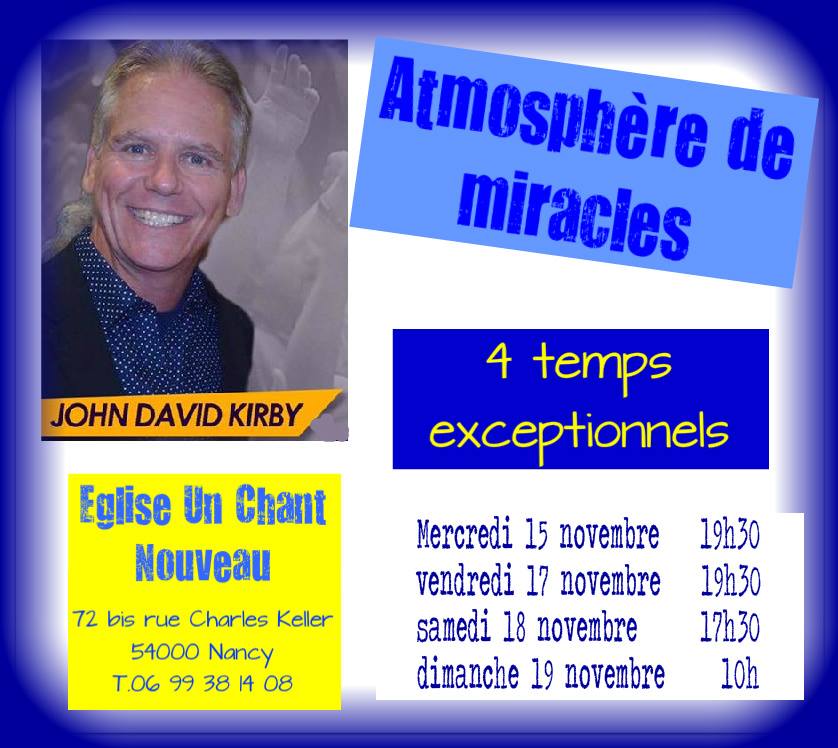 Atmosphère de
miracles
JOHN DAVID KIRBY
4 temps
exceptionnels
Eglise Un Chant
Nouveau
72 bis rue Charles Keller
54000 Nancy
T.06 99 38 14 08
Mercredi 15 novembre 19h30
vendredi 17 novembre 19h30
samedi 18 novembre 17h30
dimanche 19 novembre 10h